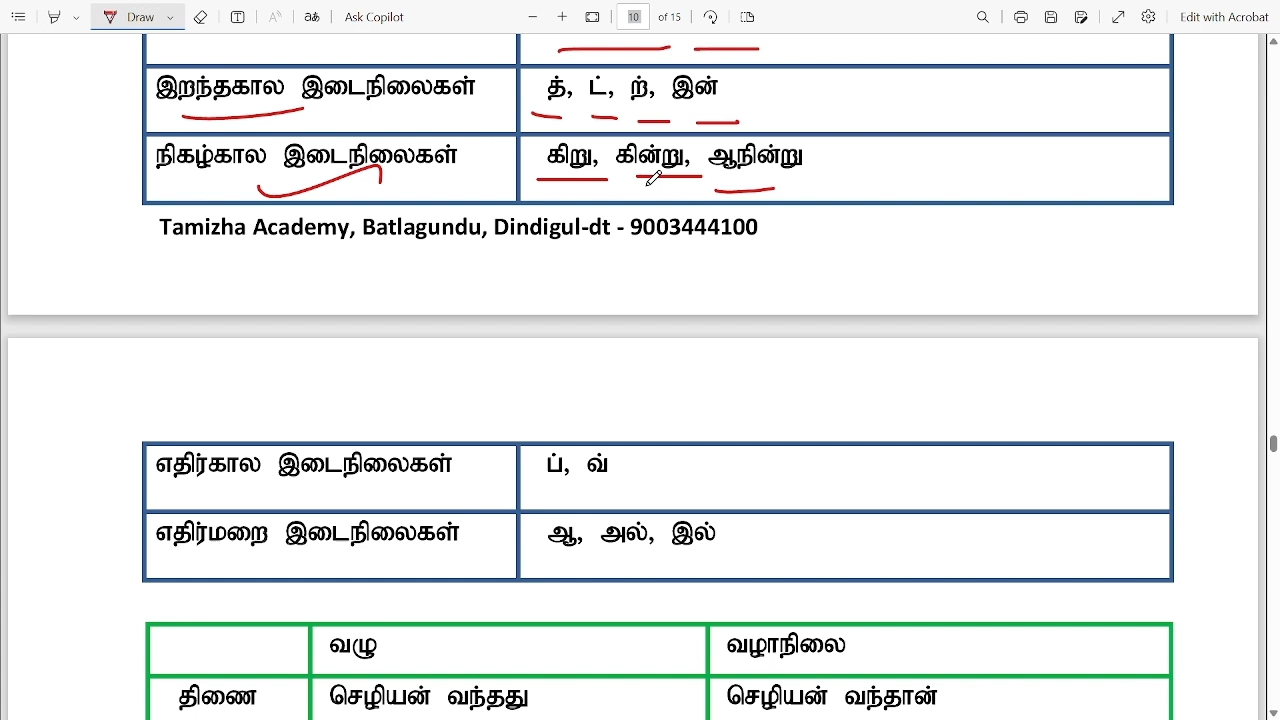 Draw
Ask Copilot
10 of 15
Edit with Acrobat
இறந்தகால இடைநிலைகள் த், ட், ற், இன்
நிகழ்கால இடைநிலைகள் கிறு, கின்று, ஆநின்று
Tamizha Academy, Batlagundu, Dindigul-dt - 9003444100
எதிர்கால இடைநிலைகள் ப், வ்
எதிர்மறை இடைநிலைகள் ஆ, அல், இல்
வழு வழாநிலை
திணை செழியன் வந்தது செழியன் வந்தான்